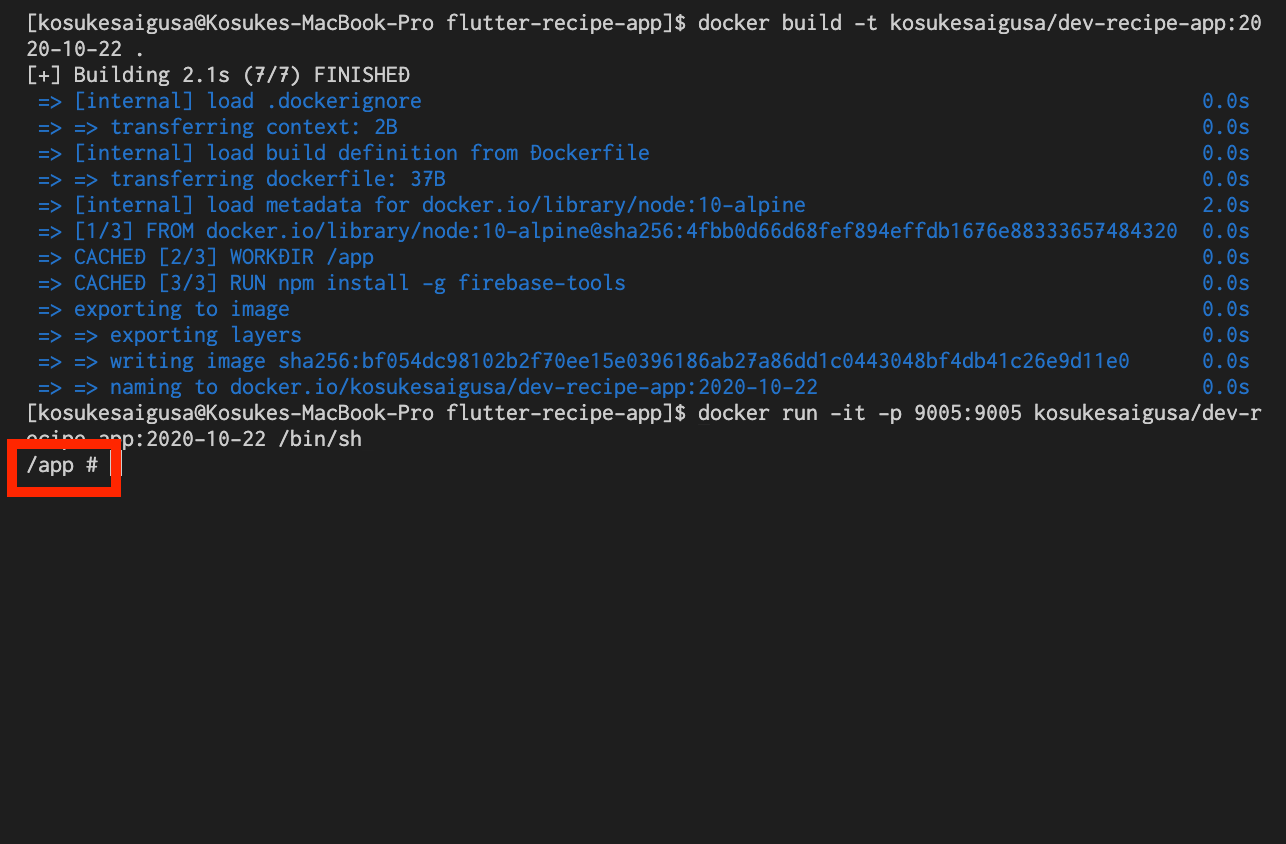 [kosukesaigusa@Kosukes-MacBook-Pro flutter-recipe-app]$ docker build -t kosukesaigusa/dev-recipe-app:20
20-10-22 .
[+] Building 2.1s (7/7) FINISHED
=> [internal] load .dockerignore 0.0s
=> => transferring context: 2B 0.0s
=> [internal] load build definition from Dockerfile 0.0s
=> => transferring dockerfile: 37B 0.0s
=> [internal] load metadata for docker.io/library/node:10-alpine 2.0s
=> [1/3] FROM docker.io/library/node:10-alpine@sha256:4fbb0d66d68fef894effdb1676e88333657484320 0.0s
=> CACHED [2/3] WORKDIR /app 0.0s
=> CACHED [3/3] RUN npm install -g firebase-tools 0.0s
=> exporting to image 0.0s
=> => exporting layers 0.0s
=> => writing image sha256:bf054dc98102b2f70ee15e0396186ab27a86dd1c0443048bf4db41c26e9d11e0 0.0s
=> => naming to docker.io/kosukesaigusa/dev-recipe-app:2020-10-22 0.0s
[kosukesaigusa@Kosukes-MacBook-Pro flutter-recipe-app]$ docker run -it -p 9005:9005 kosukesaigusa/dev-r
ecipe-app:2020-10-22 /bin/sh
/app #